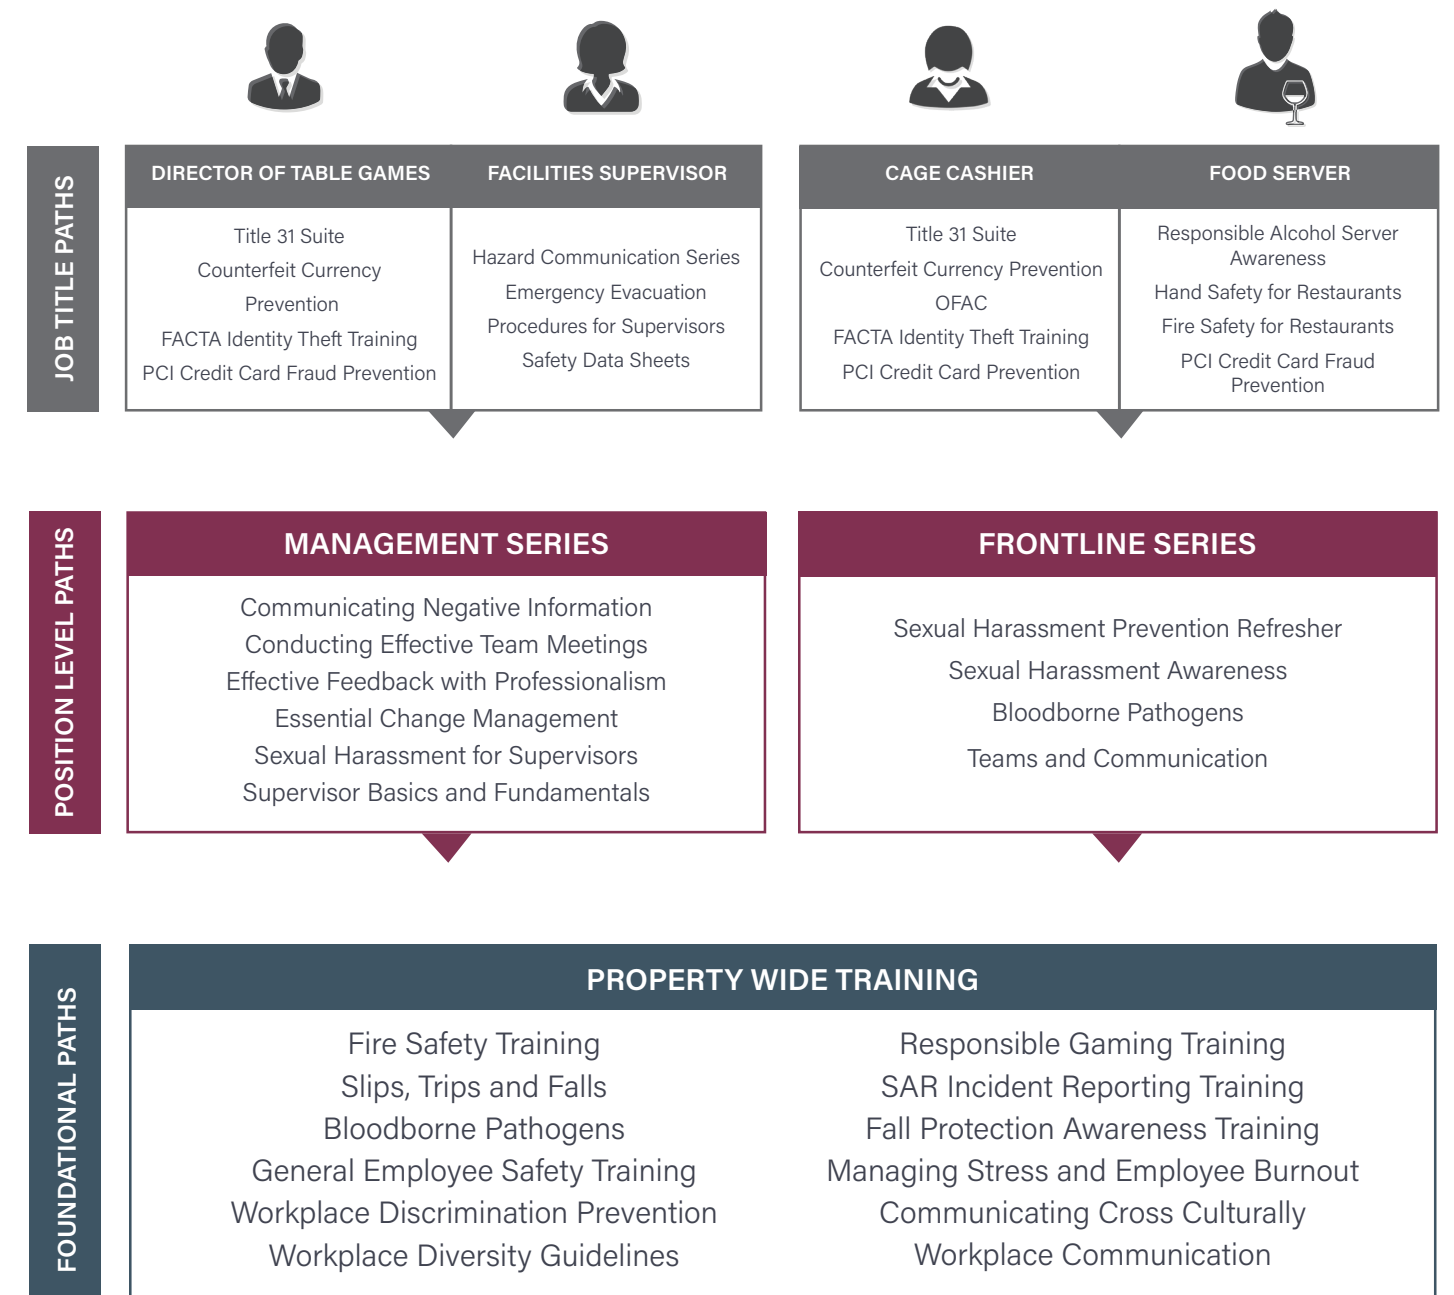 JOB TITLE PATHS
DIRECTOR OF TABLE GAMES
Title 31 Suite
Counterfeit Currency
Prevention
FACTA Identity Theft Training
PCI Credit Card Fraud Prevention
FACILITIES SUPERVISOR
Hazard Communication Series
Emergency Evacuation
Procedures for Supervisors
Safety Data Sheets
CAGE CASHIER
Title 31 Suite
Counterfeit Currency Prevention
OFAC
FACTA Identity Theft Training
PCI Credit Card Prevention
FOOD SERVER
Responsible Alcohol Server
Awareness
Hand Safety for Restaurants
Fire Safety for Restaurants
PCI Credit Card Fraud
Prevention
POSITION LEVEL PATHS
MANAGEMENT SERIES
Communicating Negative Information
Conducting Effective Team Meetings
Effective Feedback with Professionalism
Essential Change Management
Sexual Harassment for Supervisors
Supervisor Basics and Fundamentals
FRONTLINE SERIES
Sexual Harassment Prevention Refresher
Sexual Harassment Awareness
Bloodborne Pathogens
Teams and Communication
FOUNDATIONAL PATHS
PROPERTY WIDE TRAINING
Fire Safety Training
Slips, Trips and Falls
Bloodborne Pathogens
General Employee Safety Training
Workplace Discrimination Prevention
Workplace Diversity Guidelines
Responsible Gaming Training
SAR Incident Reporting Training
Fall Protection Awareness Training
Managing Stress and Employee Burnout
Communicating Cross Culturally
Workplace Communication